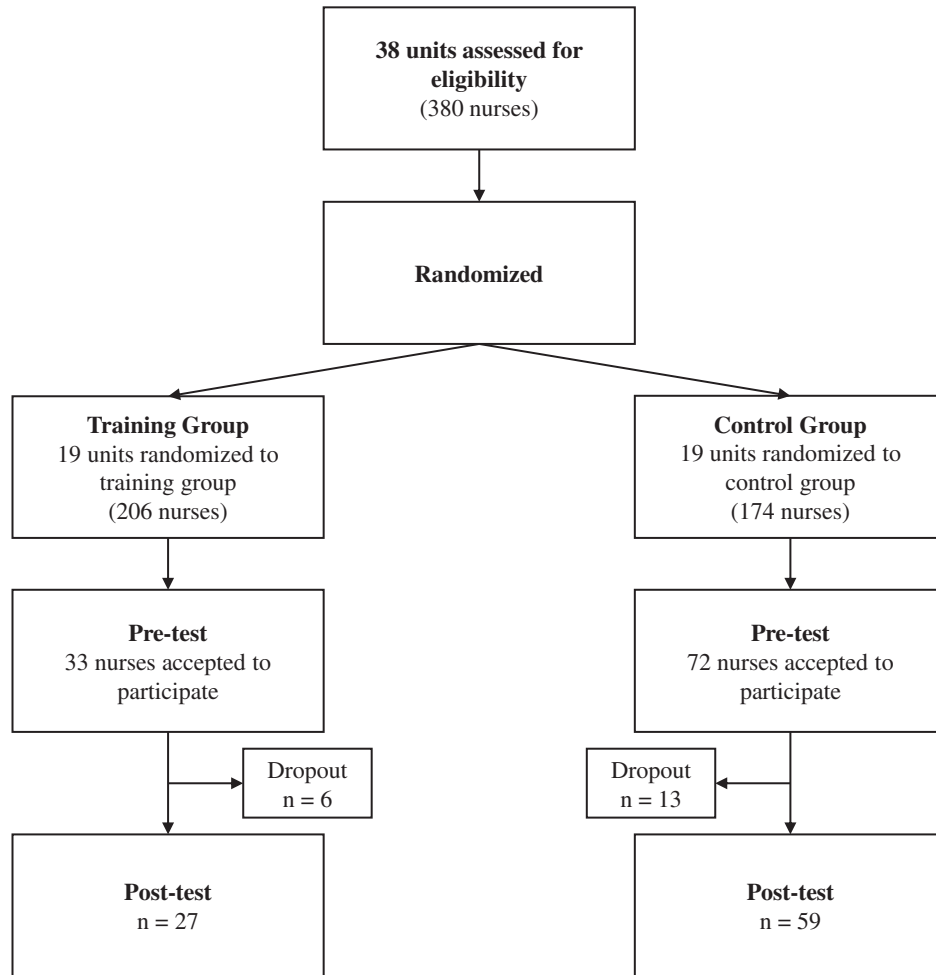 38 units assessed for
eligibility
(380 nurses)
Randomized
Training Group
19 units randomized to
training group
(206 nurses)
Control Group
19 units randomized to
control group
(174 nurses)
Pre-test
33 nurses accepted to
participate
Pre-test
72 nurses accepted to
participate
Dropout
n = 6
Dropout
n = 13
Post-test
n = 27
Post-test
n = 59